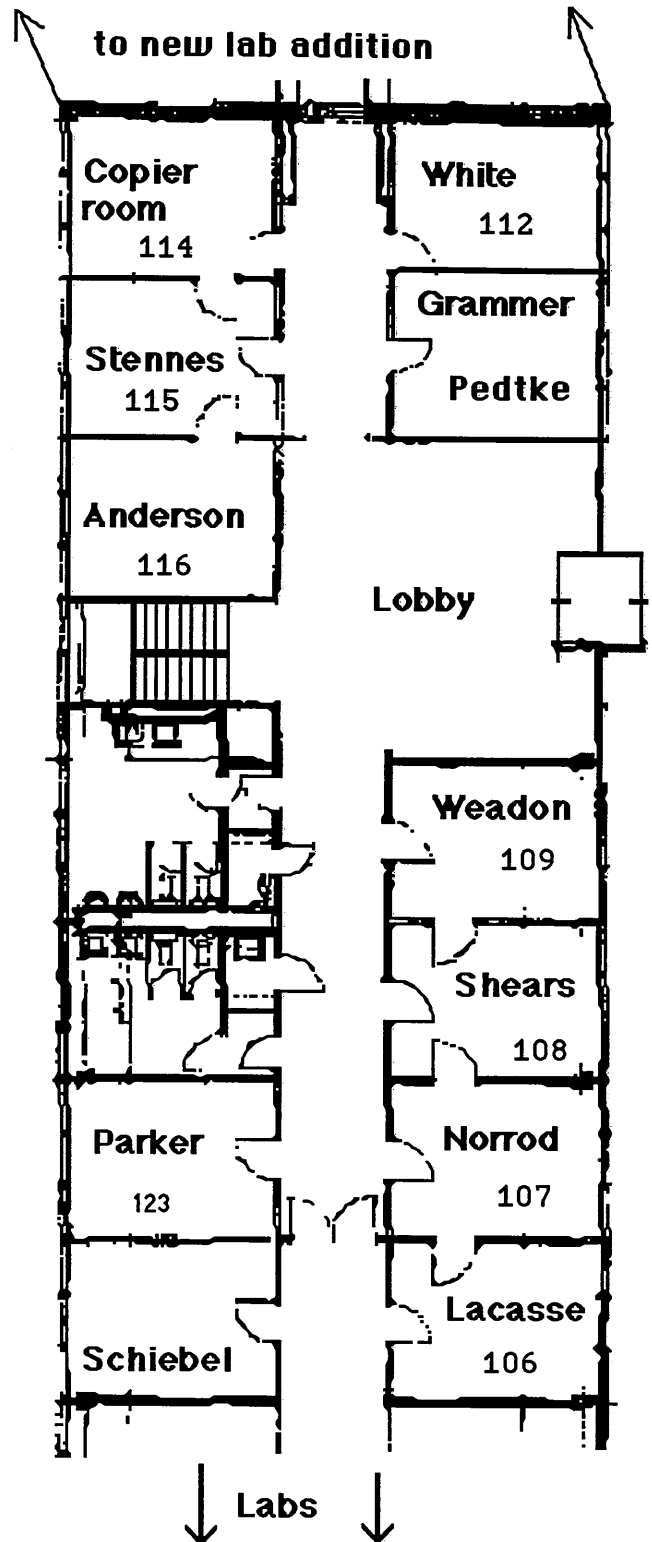 to new lab addition
Copier
room
114
White
112
Grammer
Pedtke
Stennes
115
Anderson
116
Lobby
Weadon
109
Shears
108
Parker
123
Norrod
107
Schiebel
Lacasse
106
Labs